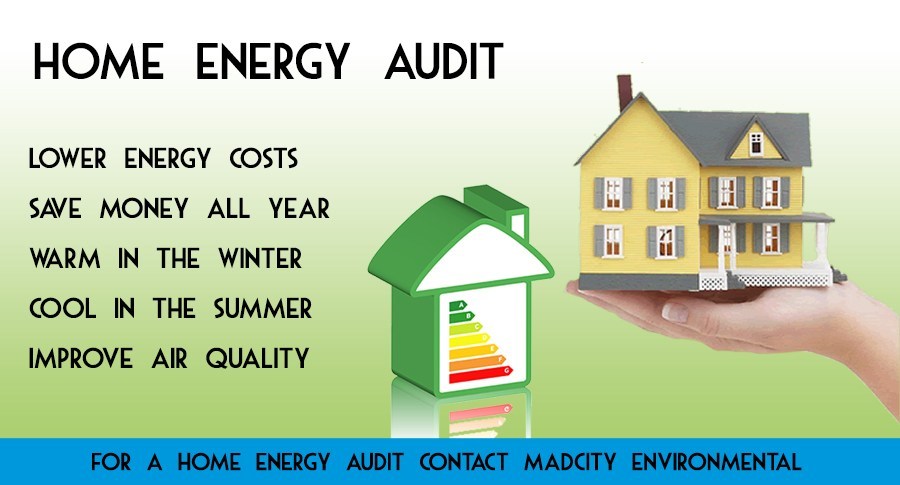 HOME ENERGY AUDIT
LOWER ENERGY COSTS
SAVE MONEY ALL YEAR
WARM IN THE WINTER
COOL IN THE SUMMER
IMPROVE AIR QUALITY
A
B
C
D
E
F
G
FOR A HOME ENERGY AUDIT CONTACT MADCITY ENVIRONMENTAL